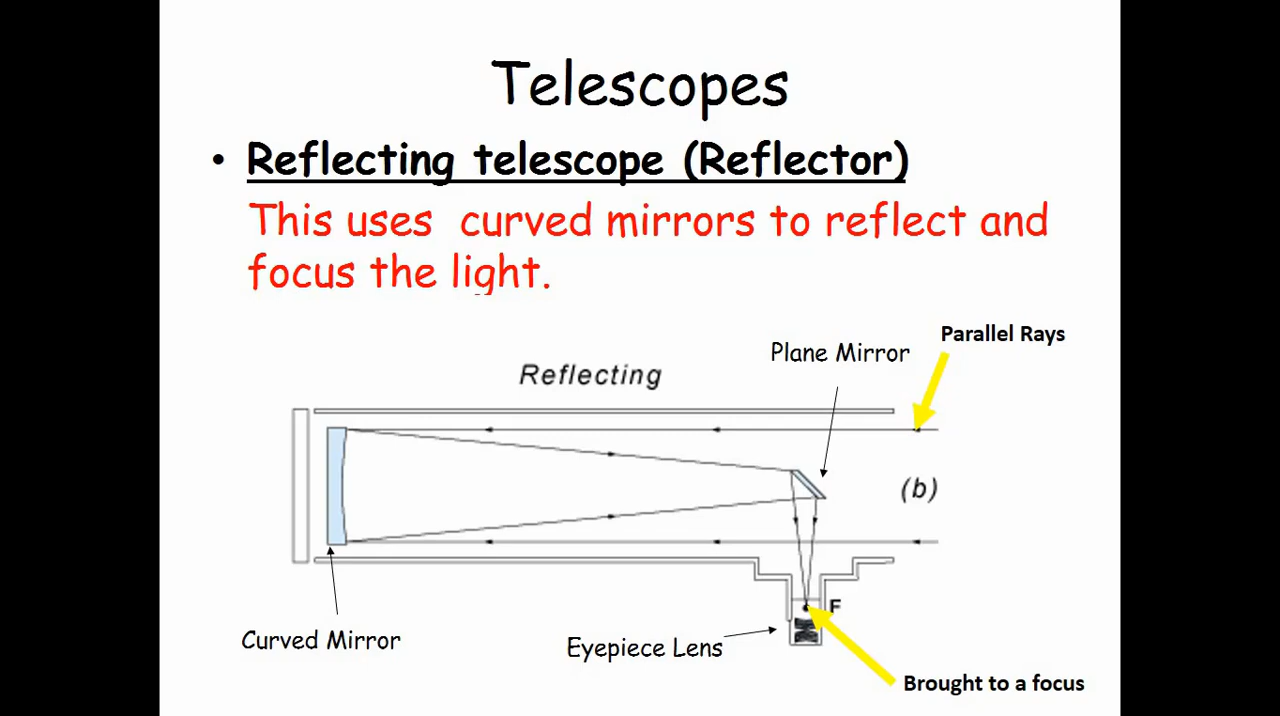 Telescopes
• Reflecting telescope (Reflector)
This uses curved mirrors to reflect and
focus the light.
Parallel Rays
Plane Mirror
Reflecting
(b)
F
Curved Mirror
Eyepiece Lens
Brought to a focus